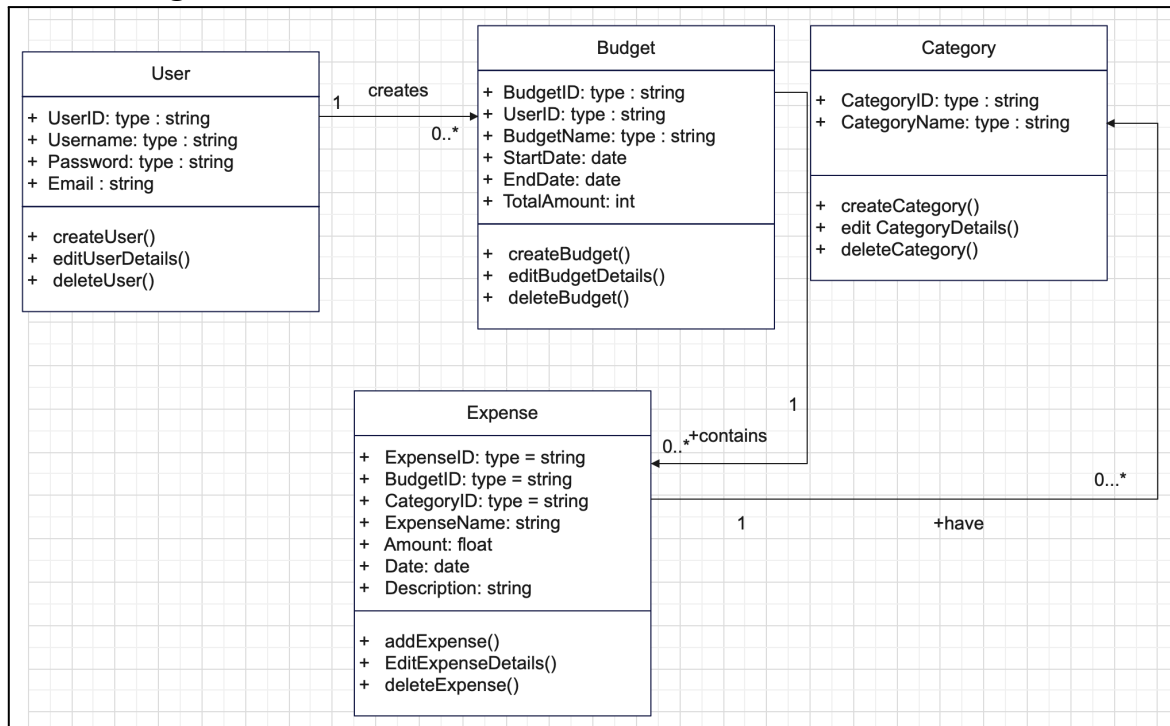 User
+ UserID: type : string
+ Username: type : string
+ Password: type : string
+ Email : string
+ createUser()
+ editUserDetails()
+ deleteUser()
1
creates
0..*
Budget
+ BudgetID: type : string
+ UserID: type : string
+ BudgetName: type : string
+ StartDate: date
+ EndDate: date
+ TotalAmount: int
+ createBudget()
+ editBudgetDetails()
+ deleteBudget()
Category
+ CategoryID: type : string
+ CategoryName: type : string
+ createCategory()
+ edit CategoryDetails()
+ deleteCategory()
1
0..*
+contains
Expense
+ ExpenseID: type = string
+ BudgetID: type = string
+ CategoryID: type = string
+ ExpenseName: string
+ Amount: float
+ Date: date
+ Description: string
+ addExpense()
+ EditExpenseDetails()
+ deleteExpense()
0...*
1
+have